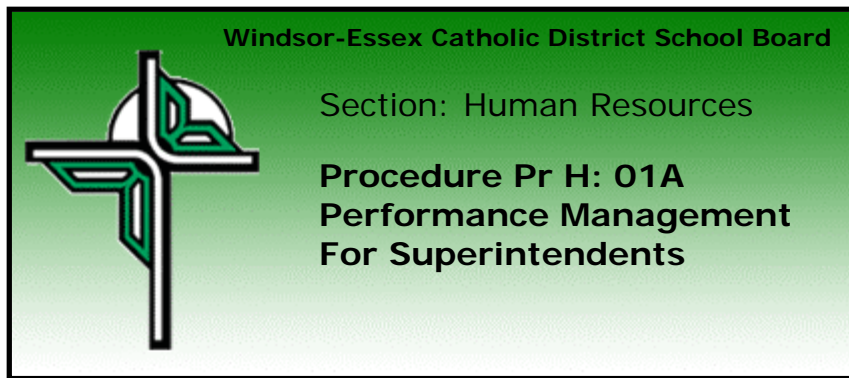 Windsor-Essex Catholic District School Board
Section: Human Resources
Procedure Pr H: 01A
Performance Management
For Superintendents